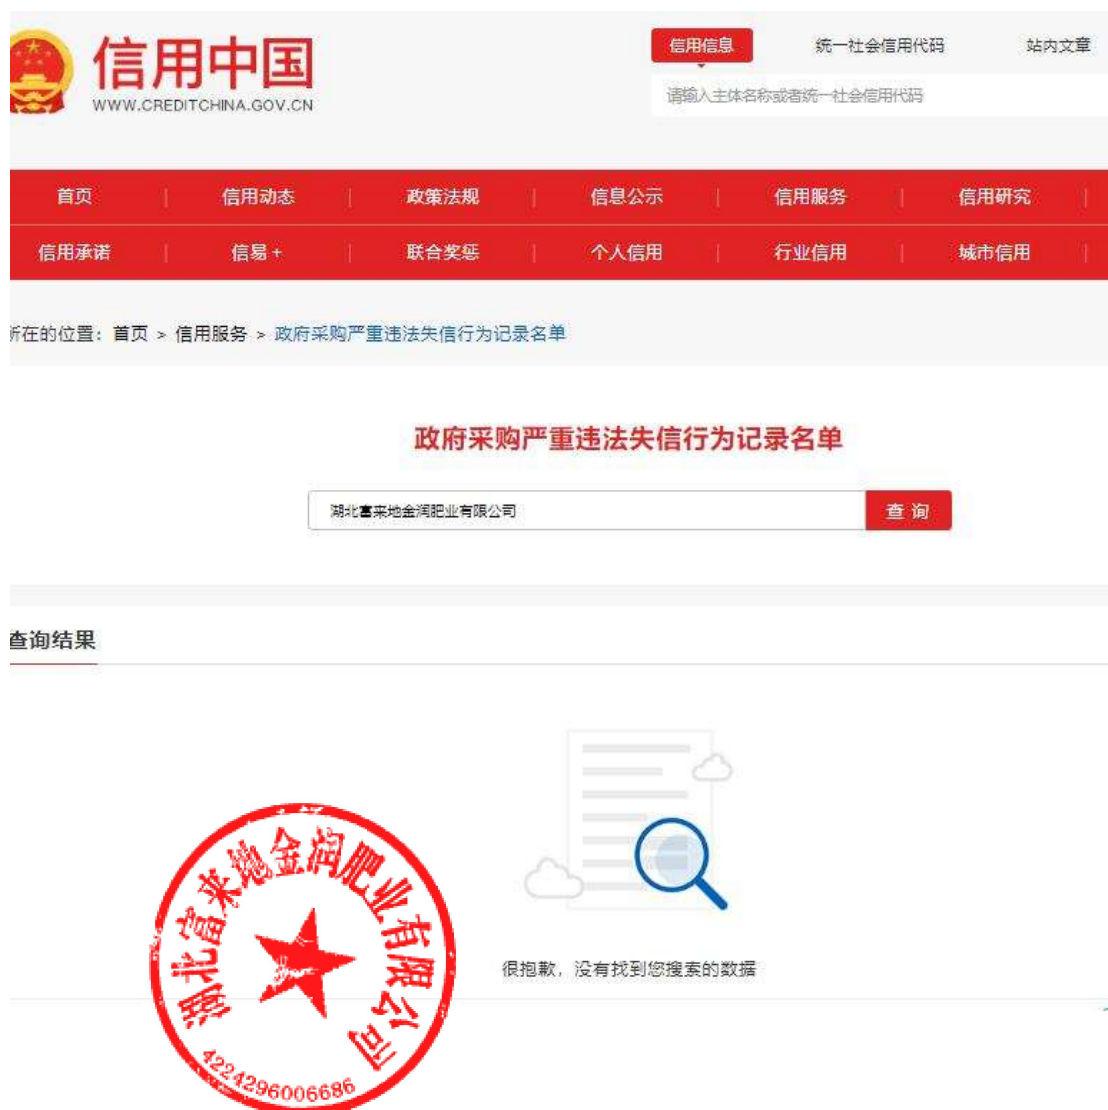 信用中国
WWW.CREDITCHINA.GOV.CN
信用信息 统一社会信用代码 站内文章
请输入主体名称或者统一社会信用代码
首页 信用动态 政策法规 信息公示 信用服务 信用研究
信用承诺 信易+ 联合奖惩 个人信用 行业信用 城市信用
所在的位置：首页 > 信用服务 > 政府采购严重违法失信行为记录名单
政府采购严重违法失信行为记录名单
湖北富来地金润肥业有限公司 查询
查询结果
很抱歉，没有找到您搜索的数据
湖北富来地金润肥业有限公司
4224296006686